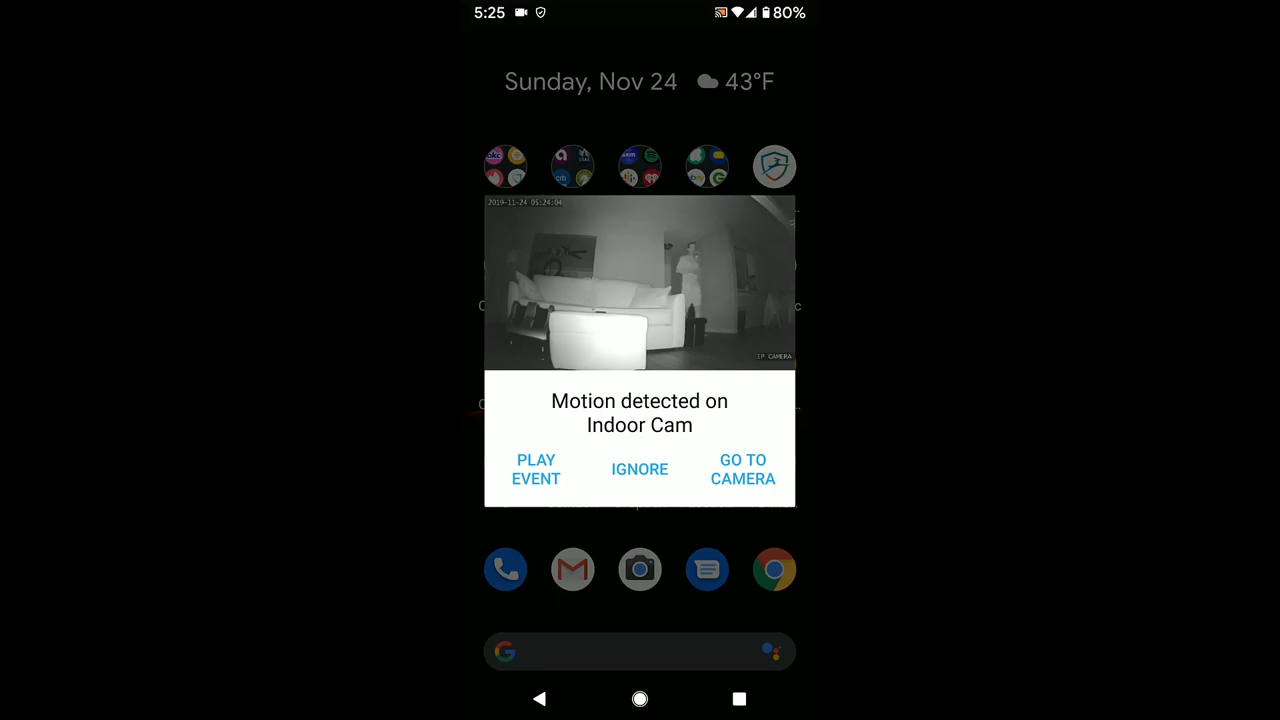 5:25
80%
Sunday, Nov 24 43°F
citi
2019-11-24 05:24:04
IP CAMERA
Motion detected on
Indoor Cam
PLAY
EVENT
IGNORE
GO TO
CAMERA